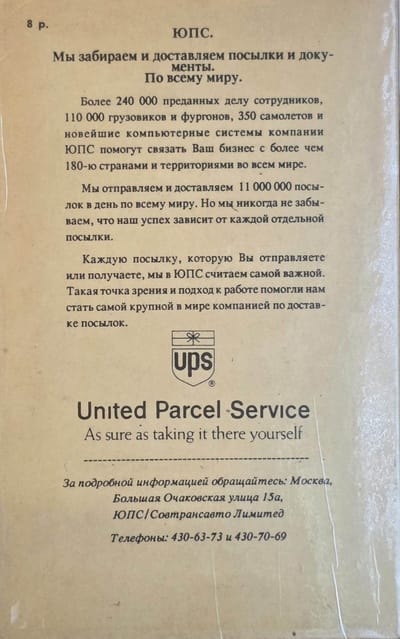 8 р.
ЮПС.
Мы забираем и доставляем посылки и доку-
менты.
По всему миру.
Более 240 000 преданных делу сотрудников,
110 000 грузовиков и фургонов, 350 самолетов и
новейшие компьютерные системы компании
ЮПС помогут связать Ваш бизнес с более чем
180-ю странами и территориями во всем мире.
Мы отправляем и доставляем 11 000 000 посы-
лок в день по всему миру. Но мы никогда не забы-
ваем, что наш успех зависит от каждой отдельной
посылки.
Каждую посылку, которую Вы отправляете
или получаете, мы в ЮПС считаем самой важной.
Такая точка зрения и подход к работе помогли нам
стать самой крупной в мире компанией по достав-
ке посылок.
ups
®
United Parcel Service
As sure as taking it there yourself
За подробной информацией обращайтесь: Москва,
Большая Очаковская улица 15а,
ЮПС/Совтрансавто Лимитед
Телефоны: 430-63-73 и 430-70-69